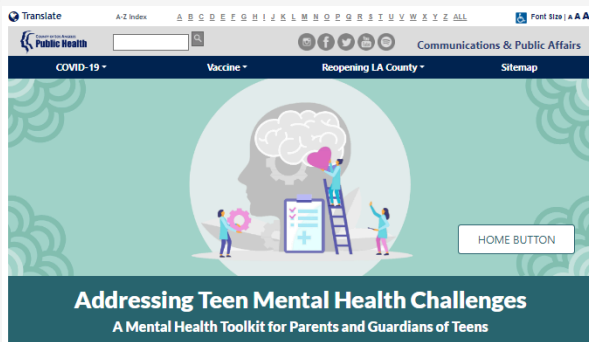 Translate A-Z Index A B C D E F G H I J K L M N O P Q R S T U V W X Y Z ALL Font Size | A A A
Public Health
Communications & Public Affairs
COVID-19 Vaccine Reopening LA County Sitemap
HOME BUTTON
Addressing Teen Mental Health Challenges
A Mental Health Toolkit for Parents and Guardians of Teens